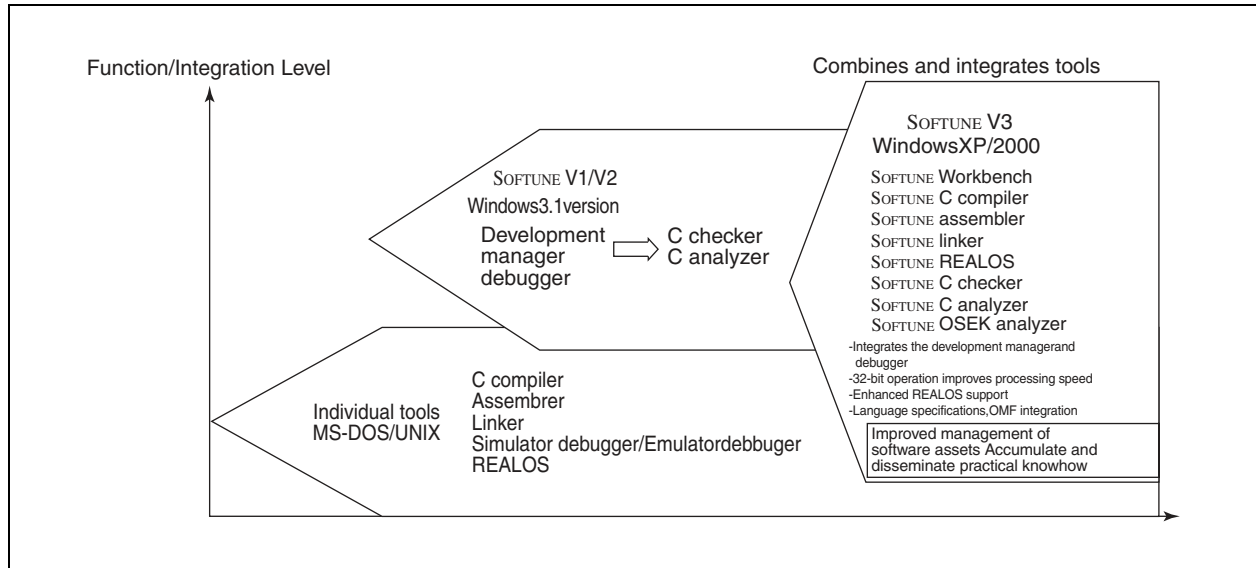 Function/Integration Level
Combines and integrates tools
SOFTUNE V3
WindowsXP/2000
SOFTUNE Workbench
SOFTUNE C compiler
SOFTUNE assembler
SOFTUNE linker
SOFTUNE REALOS
SOFTUNE C checker
SOFTUNE C analyzer
SOFTUNE OSEK analyzer
-Integrates the development managerand
debugger
-32-bit operation improves processing speed
-Enhanced REALOS support
-Language specifications,OMF integration
Improved management of
software assets Accumulate and
disseminate practical knowhow
SOFTUNE V1/V2
Windows3.1version
Development
manager
debugger
C checker
C analyzer
Individual tools
MS-DOS/UNIX
C compiler
Assembrer
Linker
Simulator debugger/Emulatordebbuger
REALOS